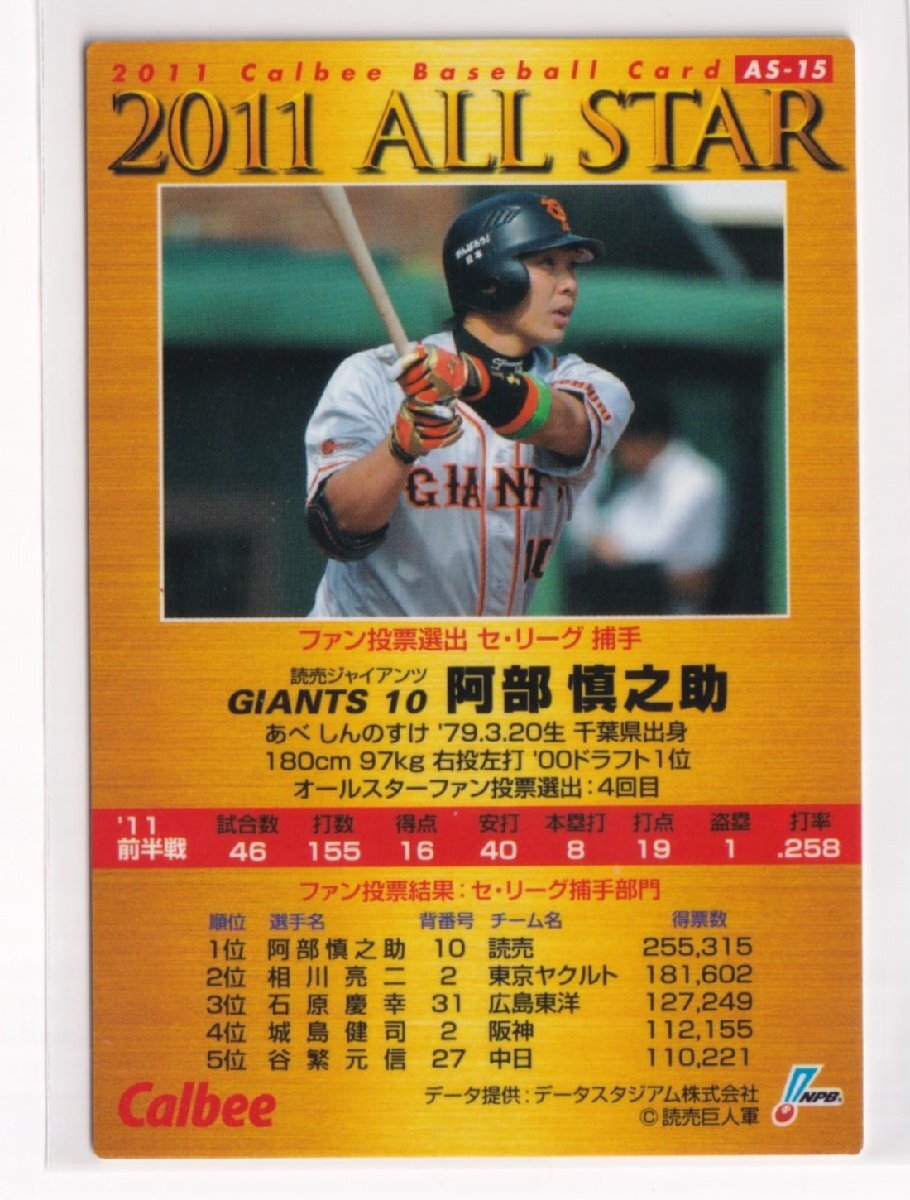 2011 Calbee Baseball Card AS-15
2011 ALL STAR
がんばろう!
日本
GIANT
10
ファン投票選出 セ・リーグ 捕手
読売ジャイアンツ
GIANTS 10 阿部 慎之助
あべ しんのすけ '79.3.20生 千葉県出身
180cm 97kg 右投左打 '00ドラフト1位
オールスターファン投票選出:4回目
'11 試合数 打数 得点 安打 本塁打 打点 盗塁 打率
前半戦 46 155 16 40 8 19 1 .258
ファン投票結果:セ・リーグ捕手部門
順位 選手名 背番号 チーム名 得票数
1位 阿部慎之助 10 読売 255,315
2位 相川亮二 2 東京ヤクルト 181,602
3位 石原慶幸 31 広島東洋 127,249
4位 城島健司 2 阪神 112,155
5位 谷繁元信 27 中日 110,221
Calbee
データ提供:データスタジアム株式会社
©読売巨人軍
NPB